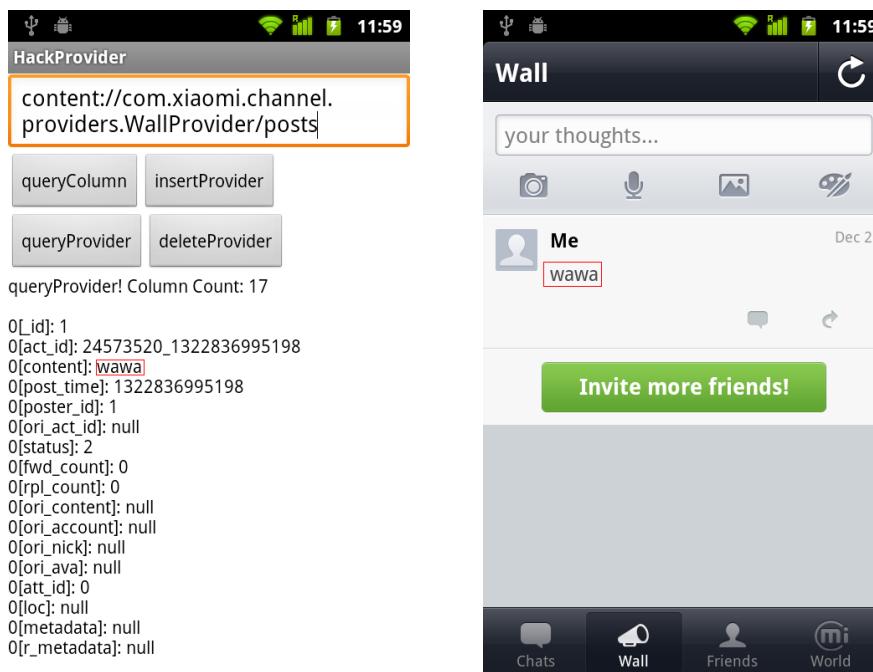 11:59
HackProvider
content://com.xiaomi.channel.
providers.WallProvider/posts
queryColumn
insertProvider
queryProvider
deleteProvider
queryProvider! Column Count: 17
0[_id]: 1
0[act_id]: 24573520_1322836995198
0[content]: wawa
0[post_time]: 1322836995198
0[poster_id]: 1
0[ori_act_id]: null
0[status]: 2
0[fwd_count]: 0
0[rpl_count]: 0
0[ori_content]: null
0[ori_account]: null
0[ori_nick]: null
0[ori_ava]: null
0[att_id]: 0
0[loc]: null
0[metadata]: null
0[r_metadata]: null
11:59
Wall
your thoughts...
Me
Dec 2
wawa
Invite more friends!
Chats
Wall
Friends
mi
World